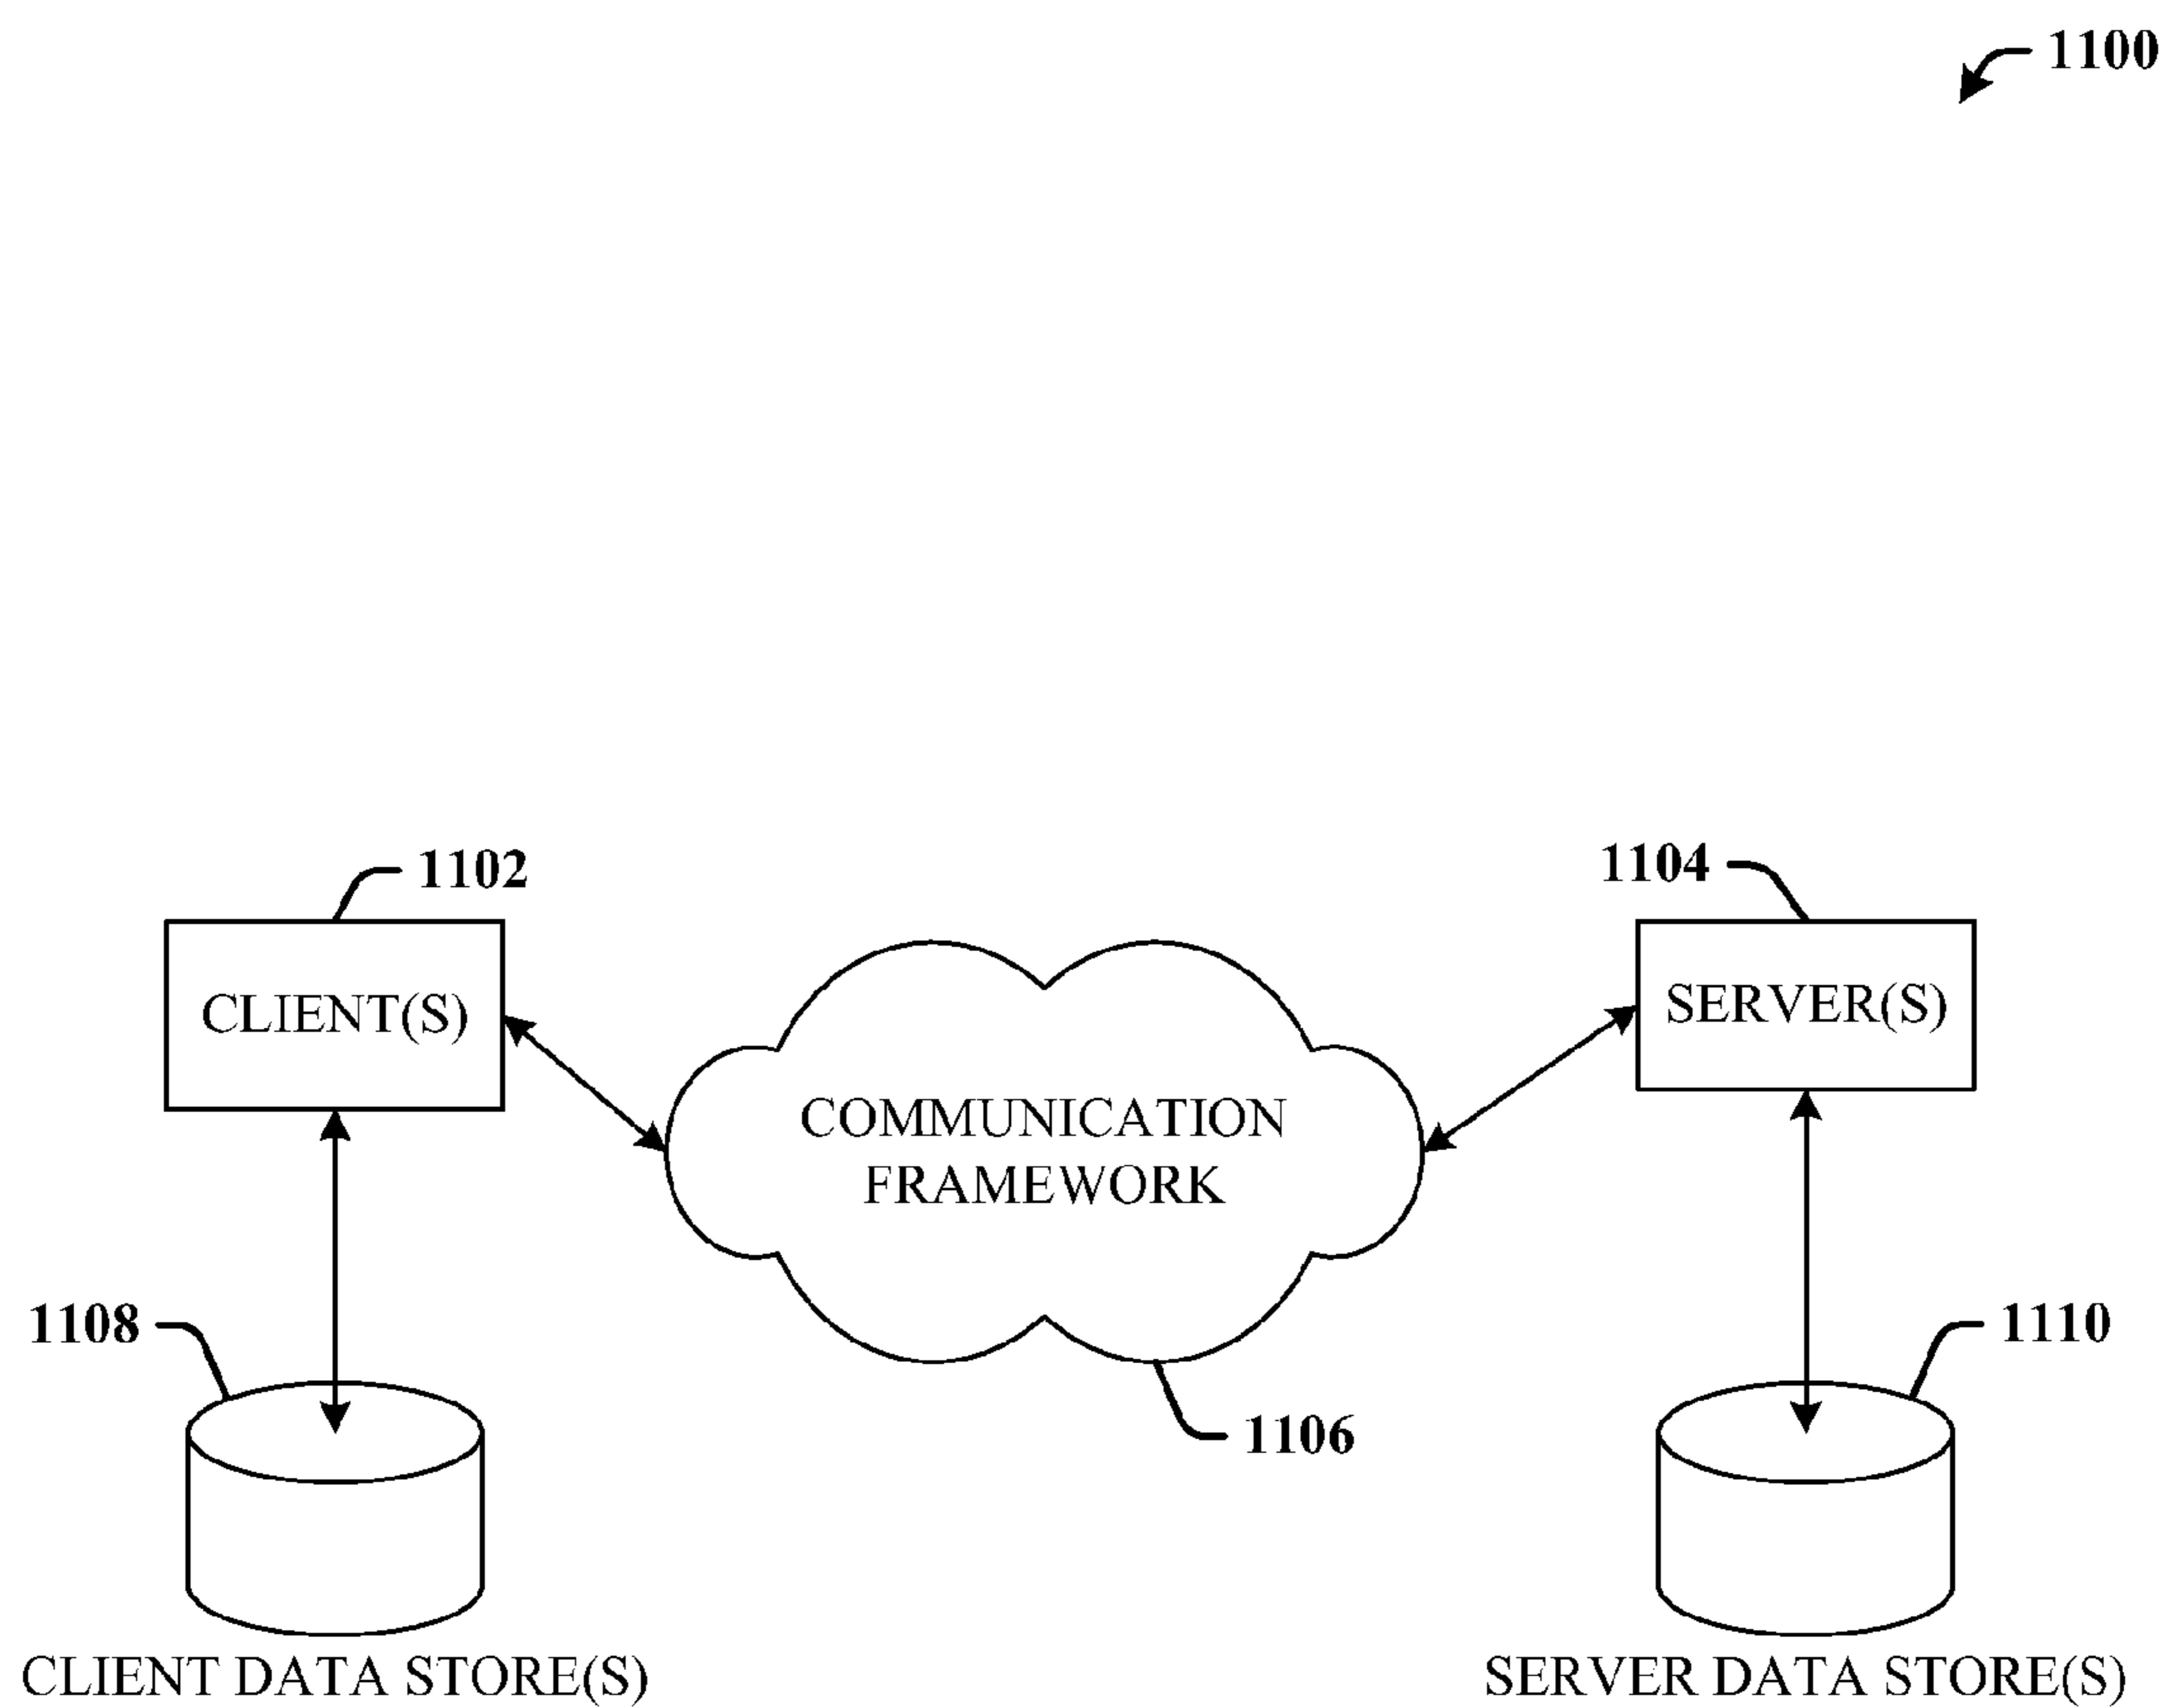 1100
1102
1104
CLIENT(S)
SERVER(S)
COMMUNICATION
FRAMEWORK
1108
1110
1106
CLIENT DATA STORE(S)
SERVER DATA STORE(S)